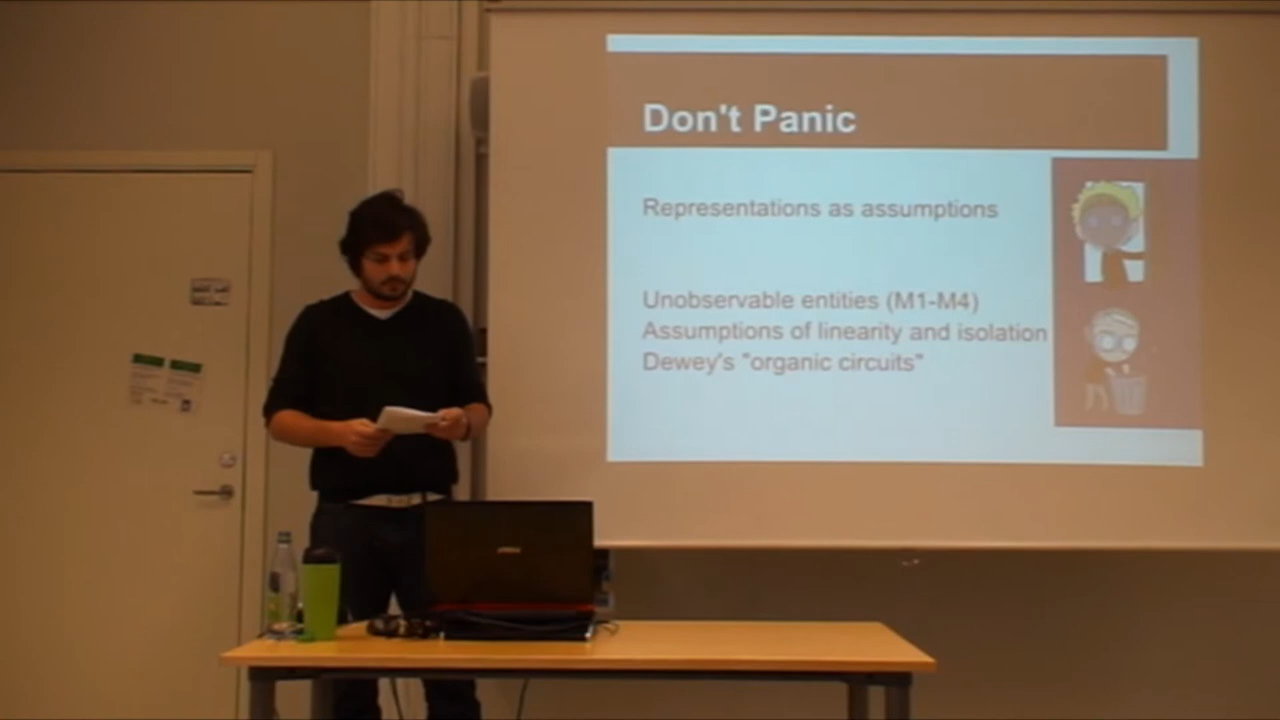 Don't Panic
Representations as assumptions
Unobservable entities (M1-M4)
Assumptions of linearity and isolation
Dewey's "organic circuits"